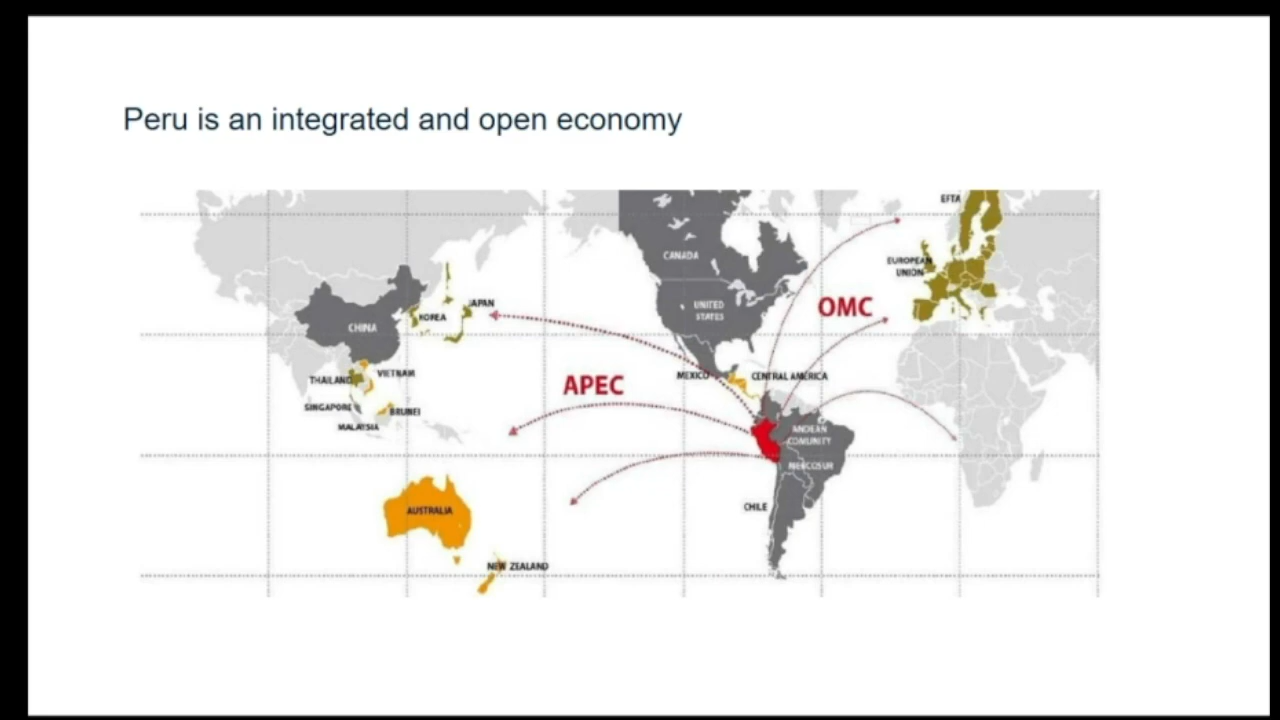 Peru is an integrated and open economy
EFTA
CANADA
EUROPEAN
UNION
JAPAN
KOREA
CHINA
UNITED
STATES
OMC
THAILAND
VIETNAM
MEXICO
CENTRAL AMERICA
APEC
SINGAPORE
BRUNEI
MALAYSIA
ANDEAN
COMUNITY
MERCOSUR
AUSTRALIA
CHILE
NEW ZEALAND